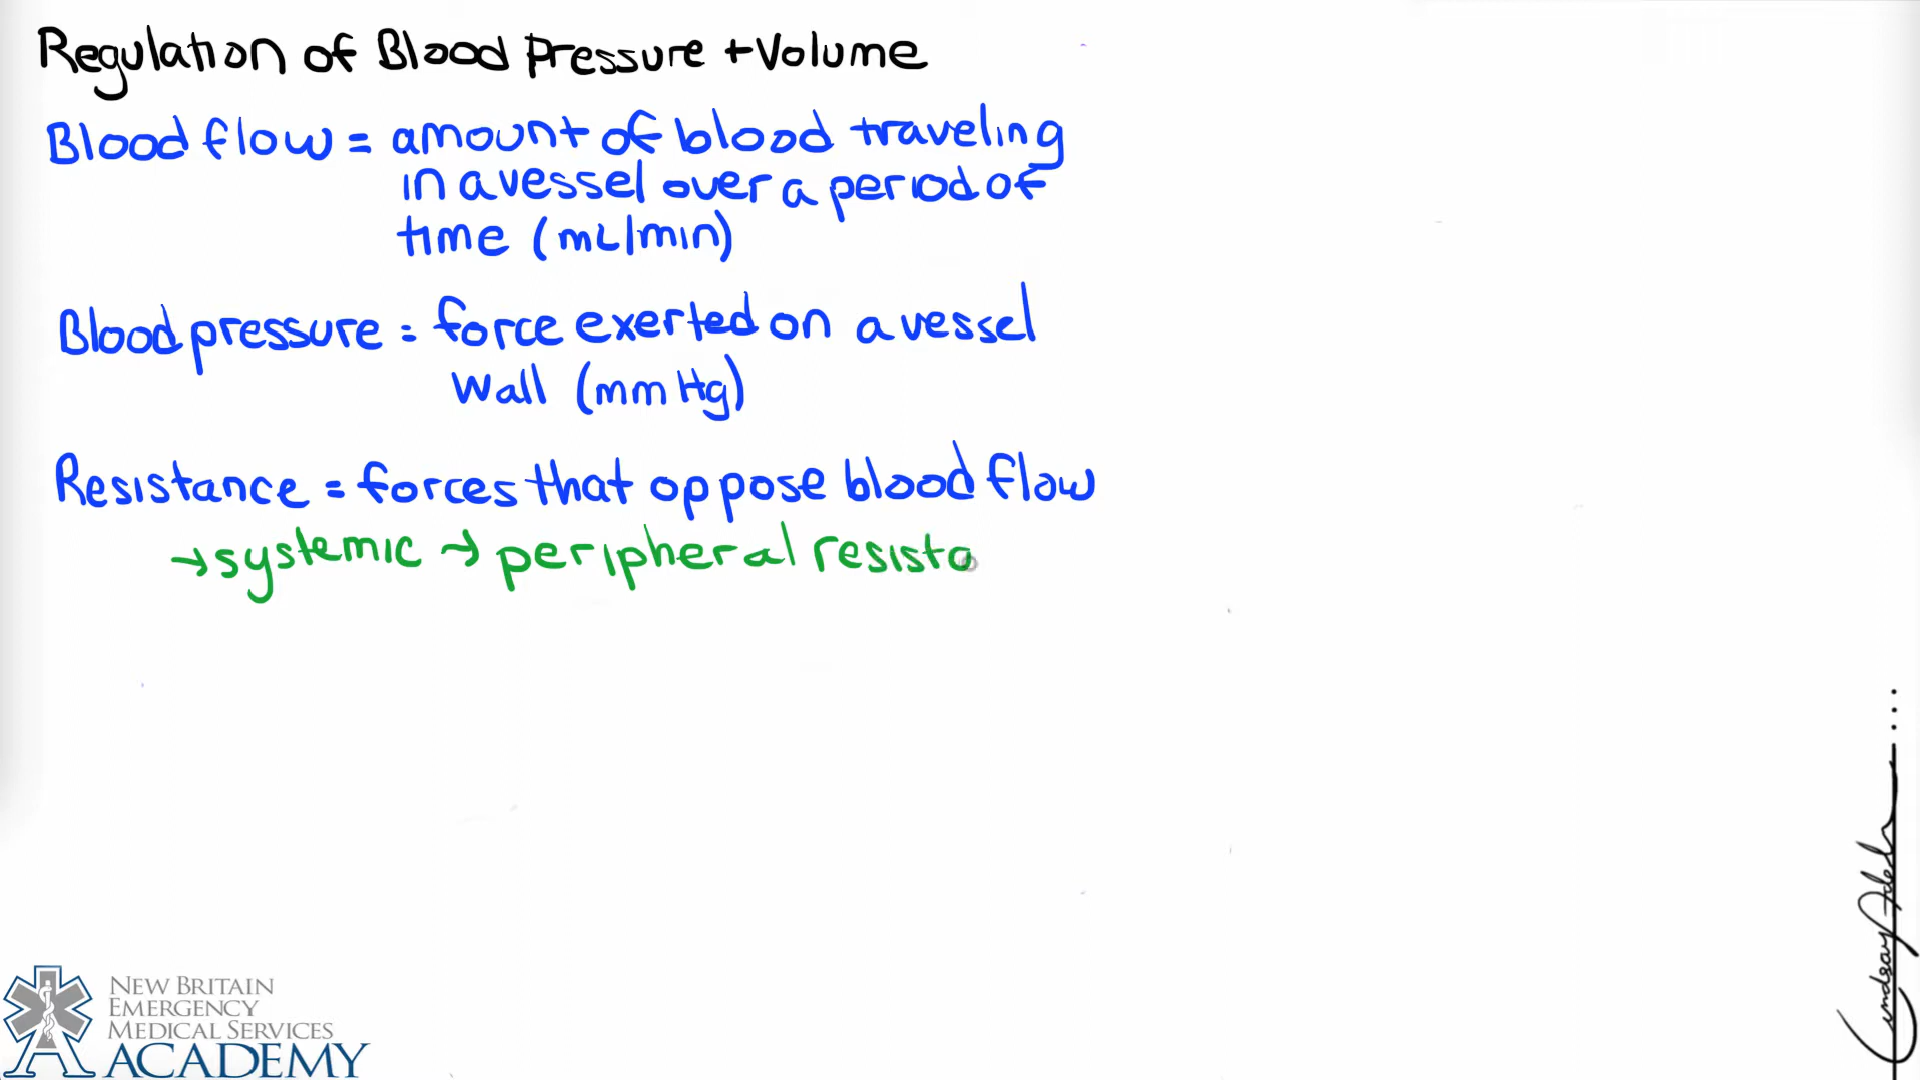 Regulation of Blood Pressure + Volume
Blood flow = amount of blood traveling
in a vessel over a period of
time (mL/min)
Blood pressure = force exerted on a vessel
wall (mm Hg)
Resistance = forces that oppose blood flow
→ systemic → peripheral resista
NEW BRITAIN
EMERGENCY
MEDICAL SERVICES
ACADEMY
Lindsay